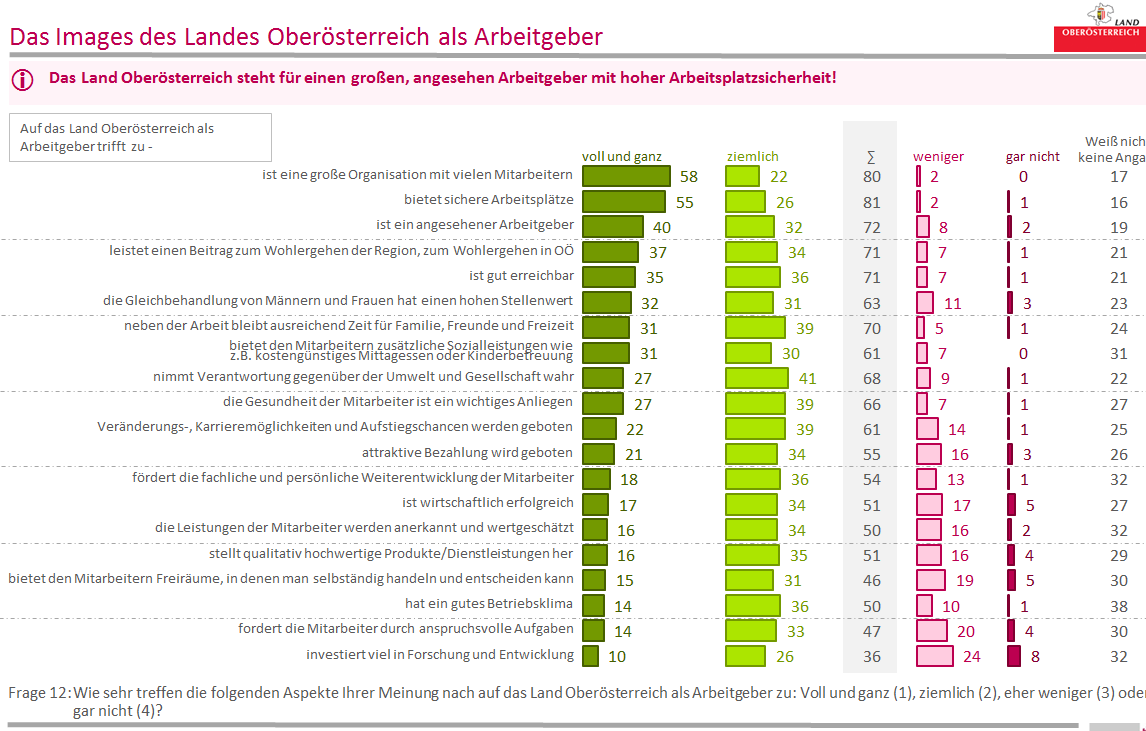 Das Images des Landes Oberösterreich als Arbeitgeber
LAND
OBERÖSTERREICH
Das Land Oberösterreich steht für einen großen, angesehen Arbeitgeber mit hoher Arbeitsplatzsicherheit!
Auf das Land Oberösterreich als
Arbeitgeber trifft zu -
voll und ganz ziemlich ∑ weniger gar nicht Weiß nich
keine Anga
ist eine große Organisation mit vielen Mitarbeitern 58 22 80 2 0 17
bietet sichere Arbeitsplätze 55 26 81 2 1 16
ist ein angesehener Arbeitgeber 40 32 72 8 2 19
leistet einen Beitrag zum Wohlergehen der Region, zum Wohlergehen in OÖ 37 34 71 7 1 21
ist gut erreichbar 35 36 71 7 1 21
die Gleichbehandlung von Männern und Frauen hat einen hohen Stellenwert 32 31 63 11 3 23
neben der Arbeit bleibt ausreichend Zeit für Familie, Freunde und Freizeit 31 39 70 5 1 24
bietet den Mitarbeitern zusätzliche Sozialleistungen wie
z.B. kostengünstiges Mittagessen oder Kinderbetreuung 31 30 61 7 0 31
nimmt Verantwortung gegenüber der Umwelt und Gesellschaft wahr 27 41 68 9 1 22
die Gesundheit der Mitarbeiter ist ein wichtiges Anliegen 27 39 66 7 1 27
Veränderungs-, Karrieremöglichkeiten und Aufstiegschancen werden geboten 22 39 61 14 1 25
attraktive Bezahlung wird geboten 21 34 55 16 3 26
fördert die fachliche und persönliche Weiterentwicklung der Mitarbeiter 18 36 54 13 1 32
ist wirtschaftlich erfolgreich 17 34 51 17 5 27
die Leistungen der Mitarbeiter werden anerkannt und wertgeschätzt 16 34 50 16 2 32
stellt qualitativ hochwertige Produkte/Dienstleistungen her 16 35 51 16 4 29
bietet den Mitarbeitern Freiräume, in denen man selbständig handeln und entscheiden kann 15 31 46 19 5 30
hat ein gutes Betriebsklima 14 36 50 10 1 38
fordert die Mitarbeiter durch anspruchsvolle Aufgaben 14 33 47 20 4 30
investiert viel in Forschung und Entwicklung 10 26 36 24 8 32
Frage 12: Wie sehr treffen die folgenden Aspekte Ihrer Meinung nach auf das Land Oberösterreich als Arbeitgeber zu: Voll und ganz (1), ziemlich (2), eher weniger (3) ode
gar nicht (4)?